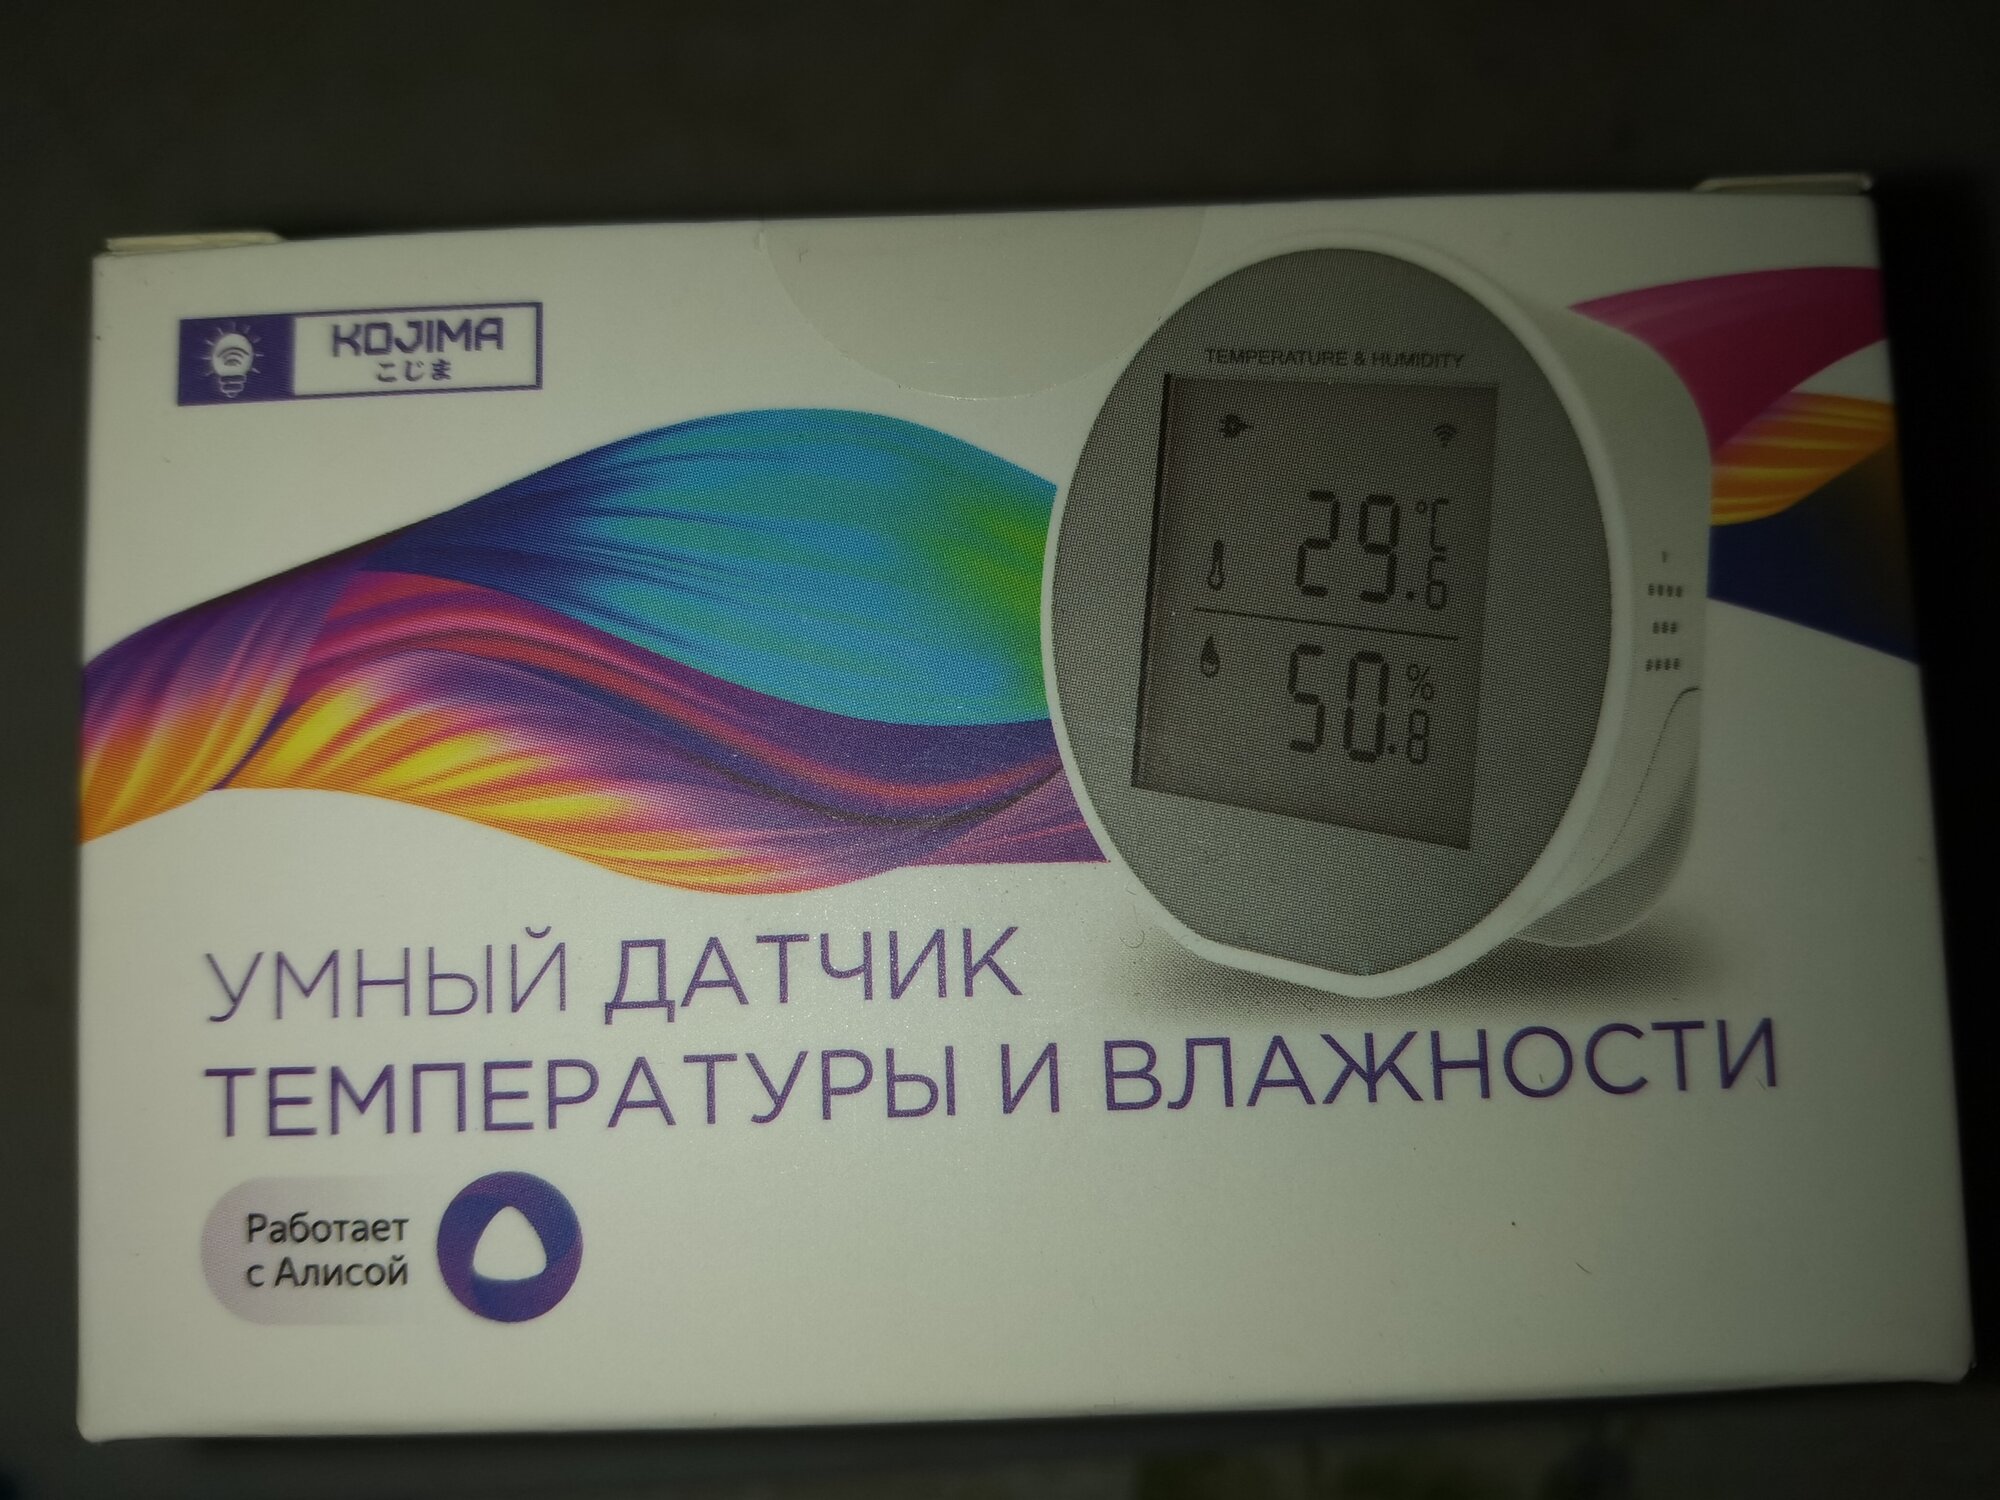 KOJIMA
こじま
TEMPERATURE & HUMIDITY
29.6 °C
50.8 %
УМНЫЙ ДАТЧИК
ТЕМПЕРАТУРЫ И ВЛАЖНОСТИ
Работает
с Алисой